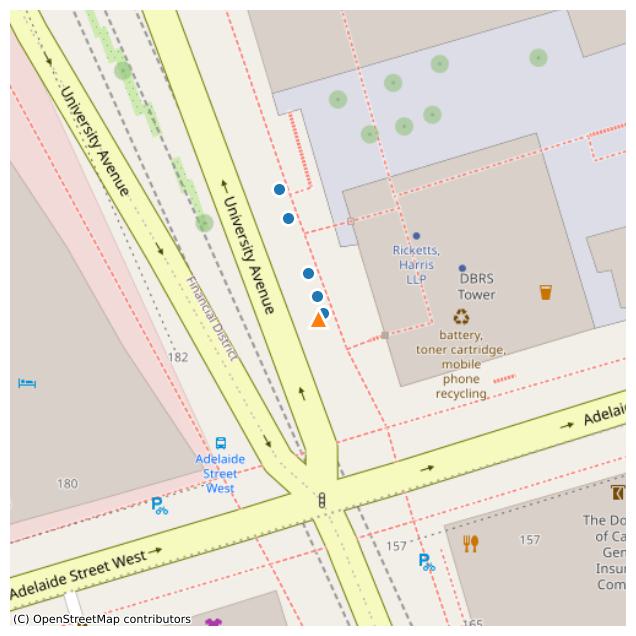 University Avenue
University Avenue
Financial District
Ricketts,
Harris
LLP
DBRS
Tower
battery,
toner cartridge,
mobile
phone
recycling,
182
180
Adelaide
Street
West
Adelaide Street West
157
157
165
The Do
of Ca
Gen
Insur
Com
(C) OpenStreetMap contributors